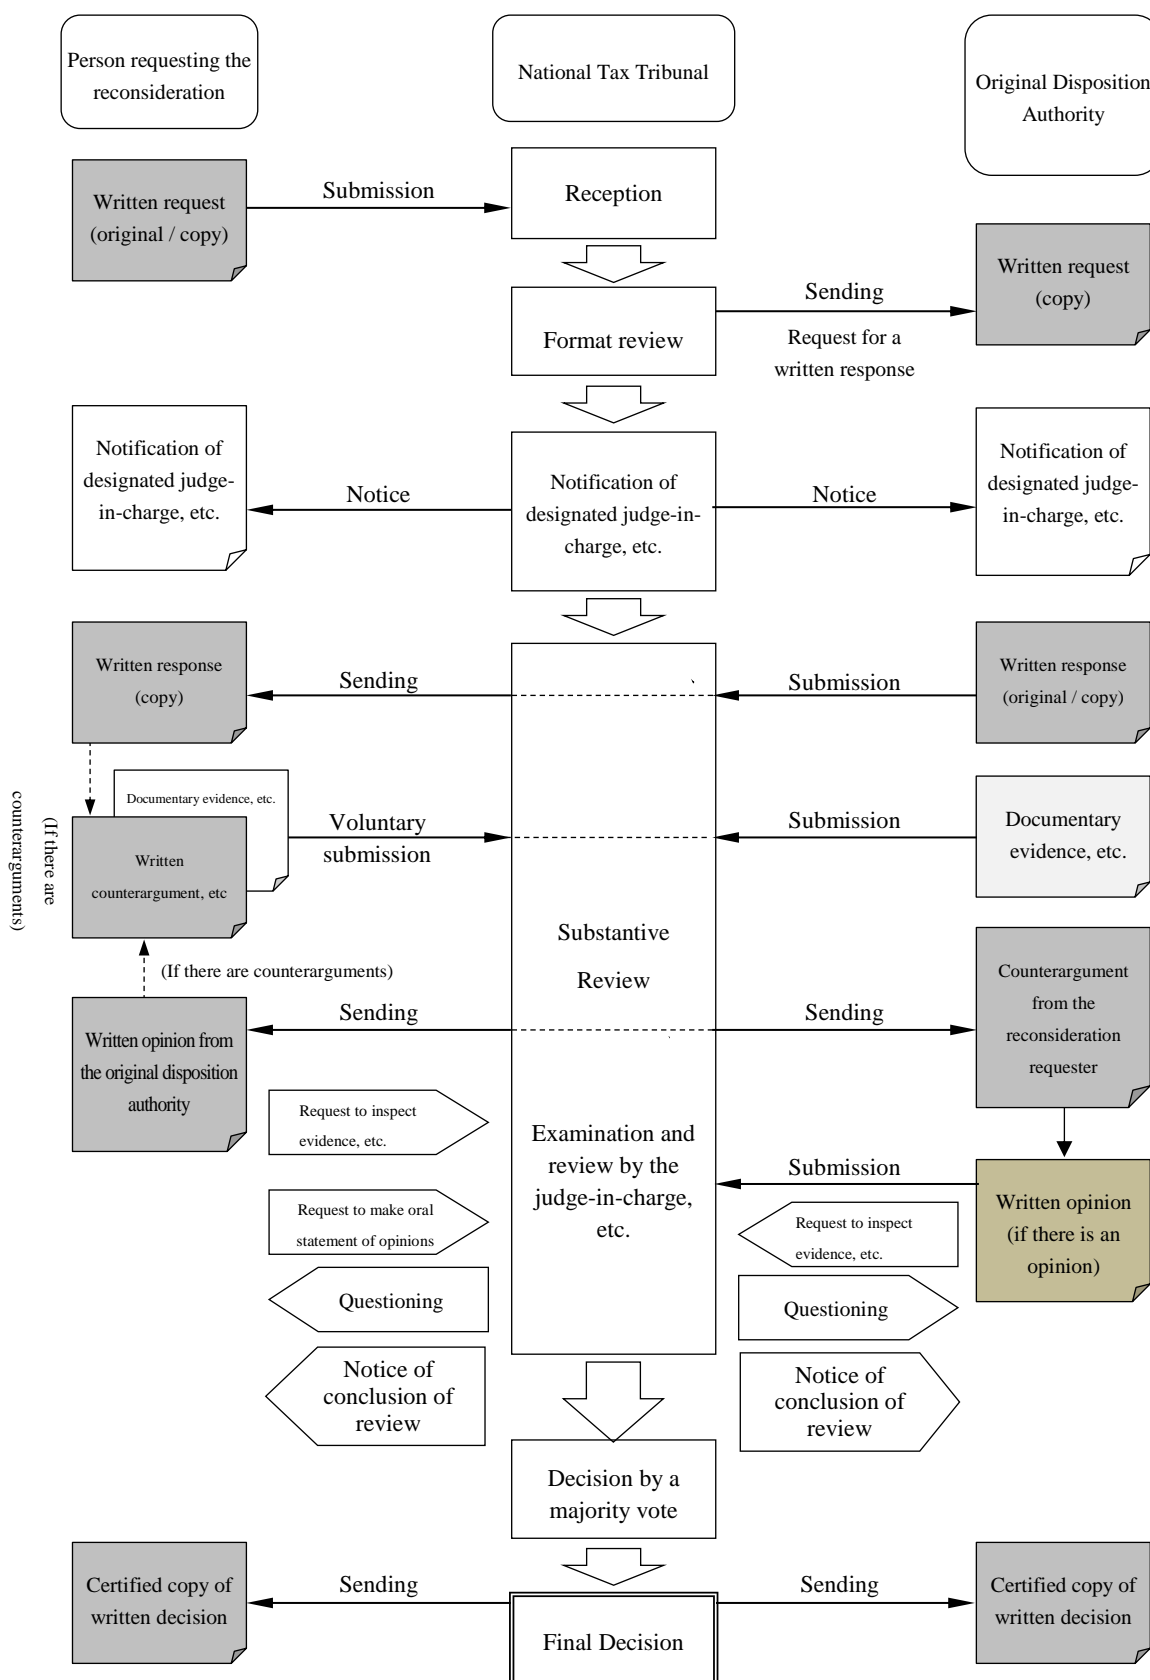 Person requesting the
reconsideration
National Tax Tribunal
Original Disposition
Authority
Written request
(original / copy)
Submission
Reception
Format review
Sending
Request for a
written response
Written request
(copy)
Notification of
designated judge-
in-charge, etc.
Notice
Notification of
designated judge-in-
charge, etc.
Notice
Notification of
designated judge-
in-charge, etc.
Written response
(copy)
Sending
Submission
Written response
(original / copy)
(If there are
counterarguments)
Documentary evidence, etc.
Written
counterargument, etc
Voluntary
submission
Submission
Documentary
evidence, etc.
Substantive
Review
(If there are counterarguments)
Written opinion from
the original disposition
authority
Sending
Sending
Counterargument
from the
reconsideration
requester
Request to inspect
evidence, etc.
Examination and
review by the
judge-in-charge,
etc.
Submission
Written opinion
(if there is an
opinion)
Request to make oral
statement of opinions
Request to inspect
evidence, etc.
Questioning
Questioning
Notice of
conclusion of
review
Notice of
conclusion of
review
Decision by a
majority vote
Certified copy of
written decision
Sending
Final Decision
Sending
Certified copy of
written decision